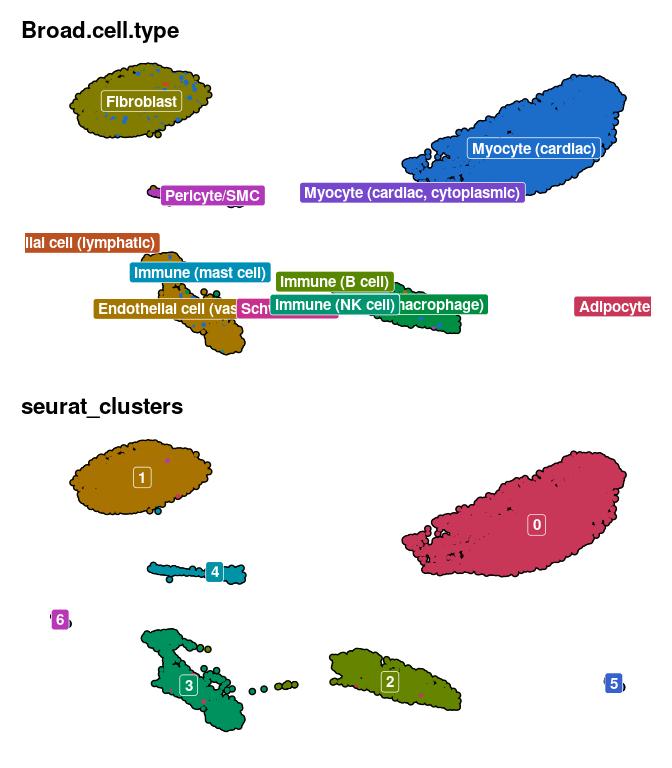 Broad.cell.type
Fibroblast
Myocyte (cardiac)
Pericyte/SMC
Myocyte (cardiac, cytoplasmic)
lial cell (lymphatic)
Immune (mast cell)
Immune (B cell)
Endothelial cell (vas
Sch
Immune (NK cell)
acrophage)
Adipocyte
seurat_clusters
1
0
4
6
3
2
5